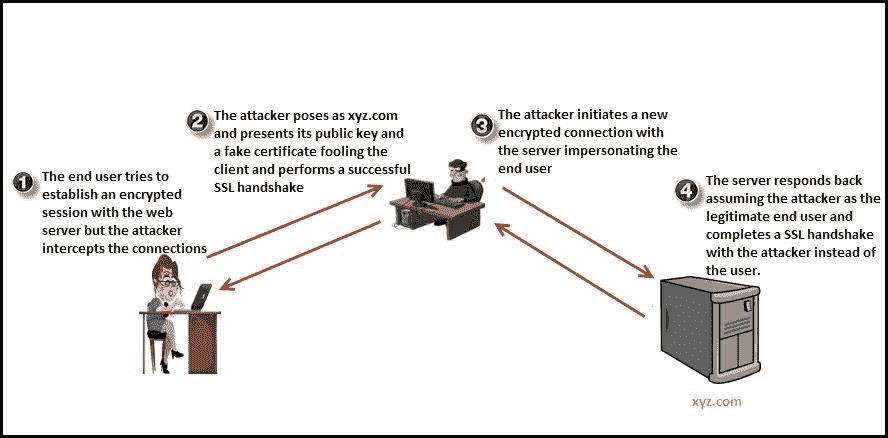 1
The end user tries to
establish an encrypted
session with the web
server but the attacker
intercepts the connections
2
The attacker poses as xyz.com
and presents its public key and
a fake certificate fooling the
client and performs a successful
SSL handshake
3
The attacker initiates a new
encrypted connection with
the server impersonating the
end user
4
The server responds back
assuming the attacker as the
legitimate end user and
completes a SSL handshake
with the attacker instead of
the user.
xyz.com